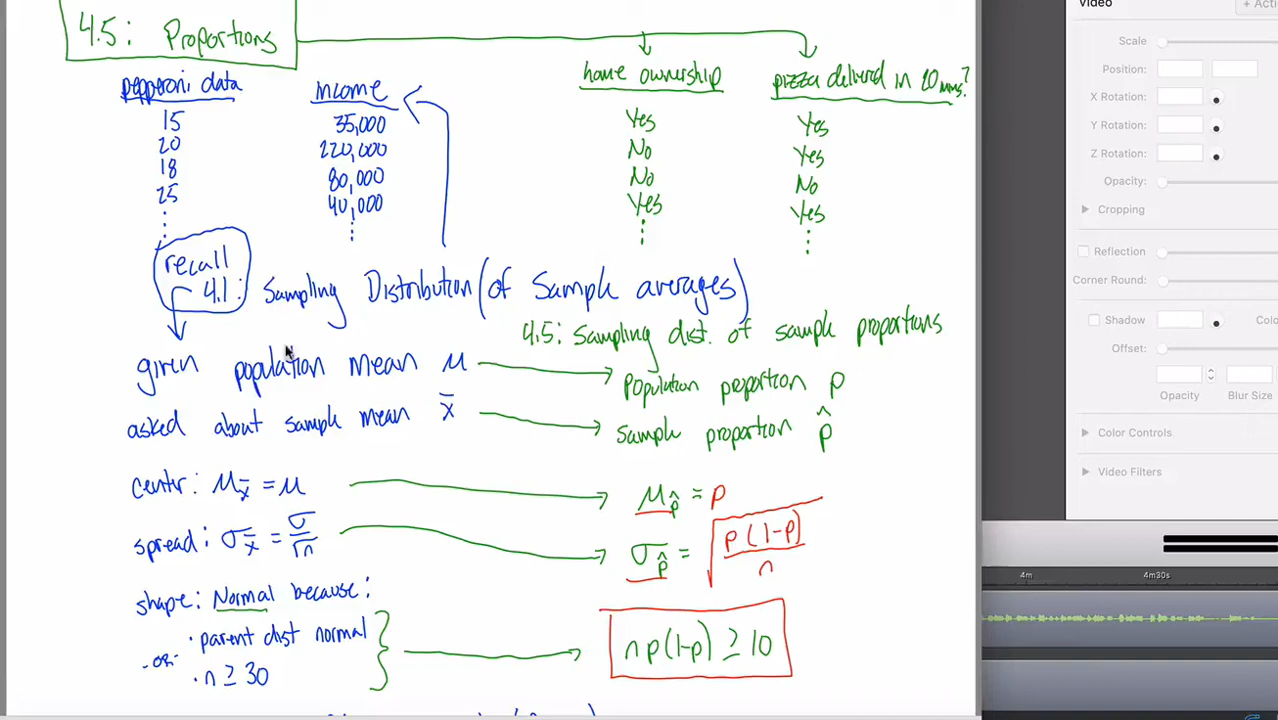 4.5: Proportions
pepperoni data
15
20
18
25
⋮
Income
35,000
220,000
80,000
40,000
⋮
home ownership
Yes
No
No
Yes
⋮
pizza delivered in 20 mins?
Yes
Yes
No
Yes
⋮
recall
4.1: Sampling Distribution (of Sample averages)
given population mean μ
asked about sample mean x̄
center: μx̄ = μ
spread: σx̄ = σ/√n
shape: Normal because:
· parent dist normal
-or-
· n ≥ 30
4.5: Sampling dist. of sample proportions
Population proportion p
Sample proportion p̂
μp̂ = p
σp̂ = √(p(1-p)/n)
np(1-p) ≥ 10
Video
+ Acti
Scale
Position:
X Rotation:
Y Rotation:
Z Rotation:
Opacity:
Cropping
Reflection
Corner Round:
Shadow
Colo
Offset:
Opacity
Blur Size
Color Controls
Video Filters
4m
4m30s